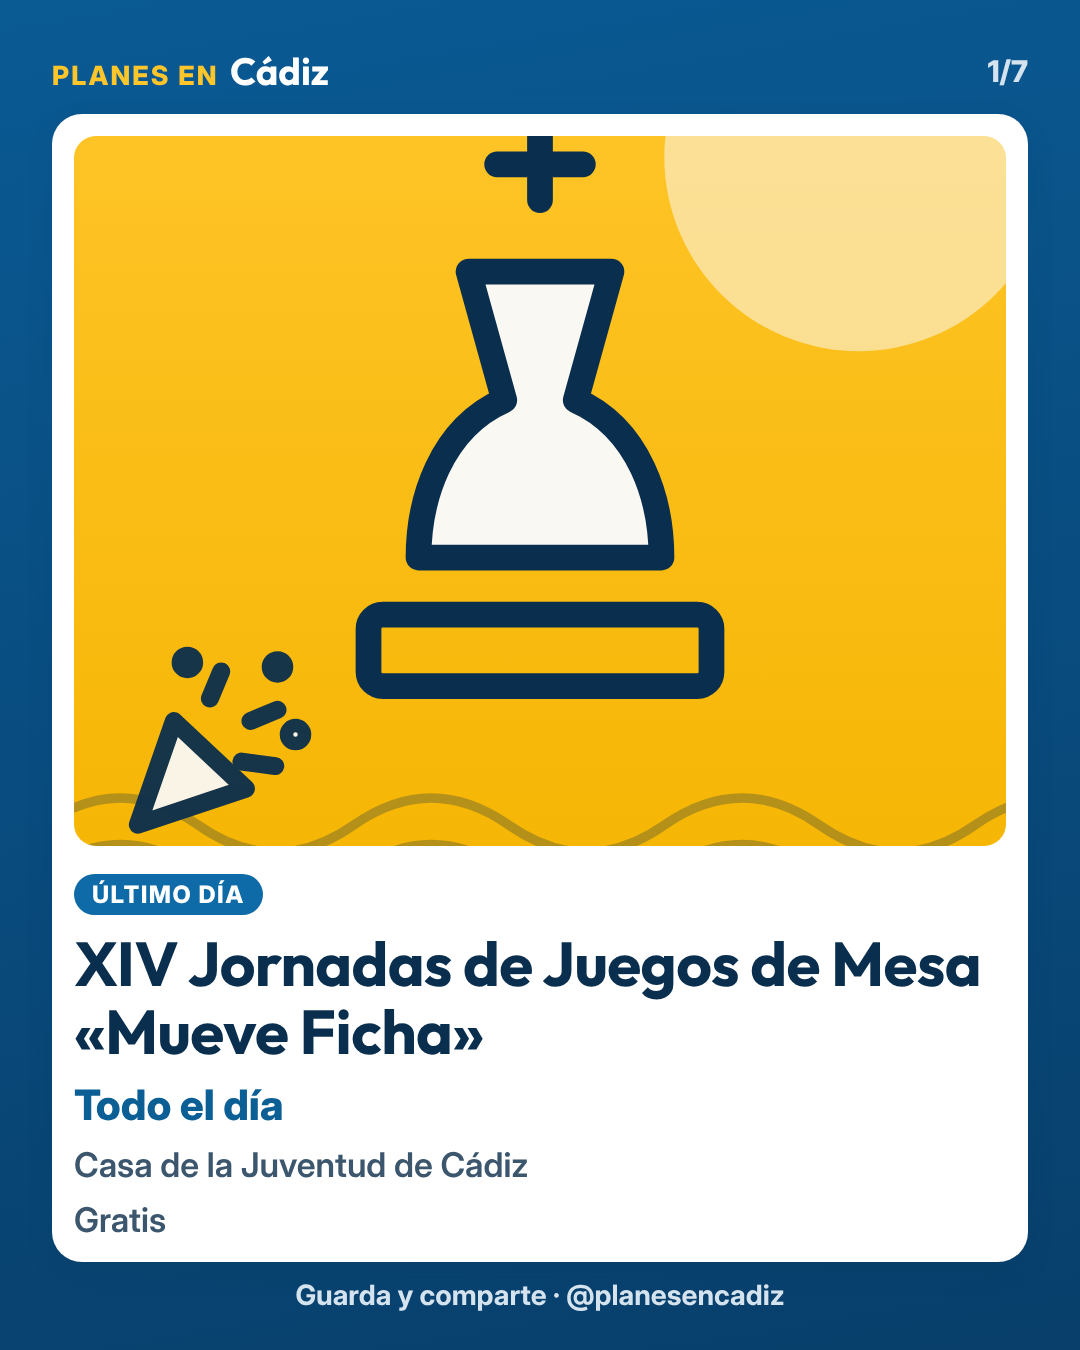 PLANES EN Cádiz
1/7
ÚLTIMO DÍA
XIV Jornadas de Juegos de Mesa
«Mueve Ficha»
Todo el día
Casa de la Juventud de Cádiz
Gratis
Guarda y comparte · @planesencadiz